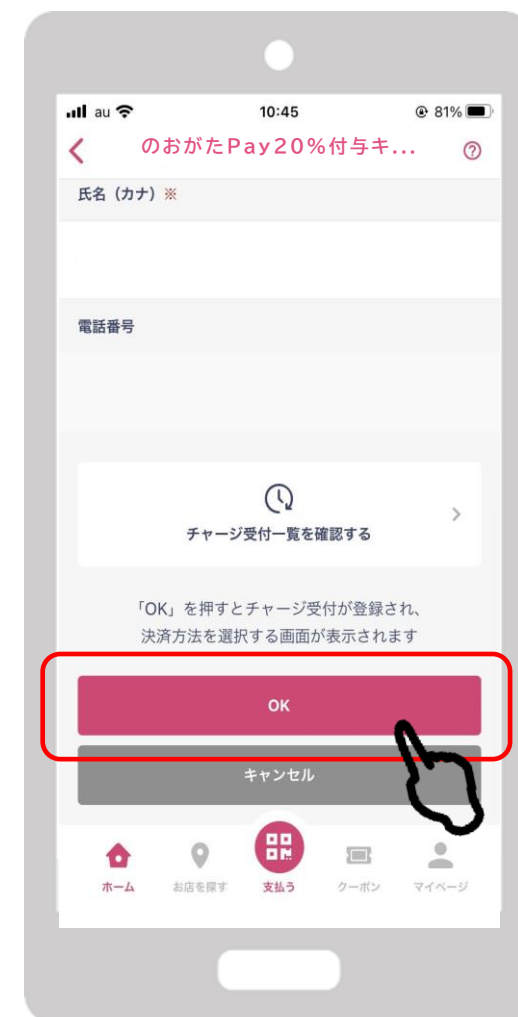 au 10:45 81%
のおがたPay20%付与キ...
氏名（カナ）※
電話番号
チャージ受付一覧を確認する
「OK」を押すとチャージ受付が登録され、
決済方法を選択する画面が表示されます
OK
キャンセル
ホーム お店を探す 支払う クーポン マイページ